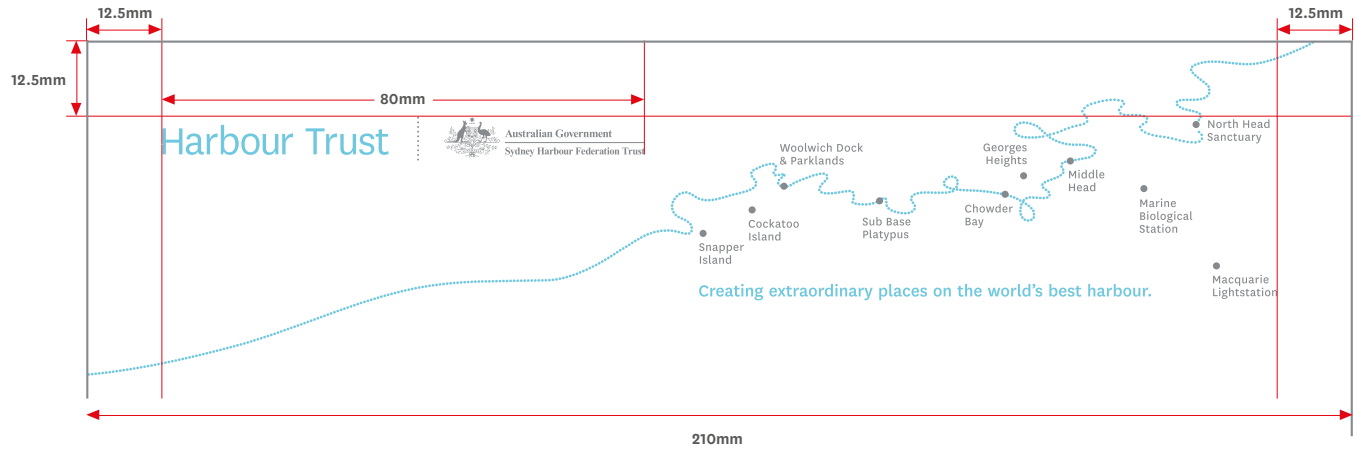 12.5mm
12.5mm
12.5mm
80mm
Harbour Trust
Australian Government
Sydney Harbour Federation Trust
North Head
Sanctuary
Woolwich Dock
& Parklands
Georges
Heights
Middle
Head
Marine
Biological
Station
Chowder
Bay
Sub Base
Platypus
Cockatoo
Island
Snapper
Island
Macquarie
Lightstation
Creating extraordinary places on the world's best harbour.
210mm